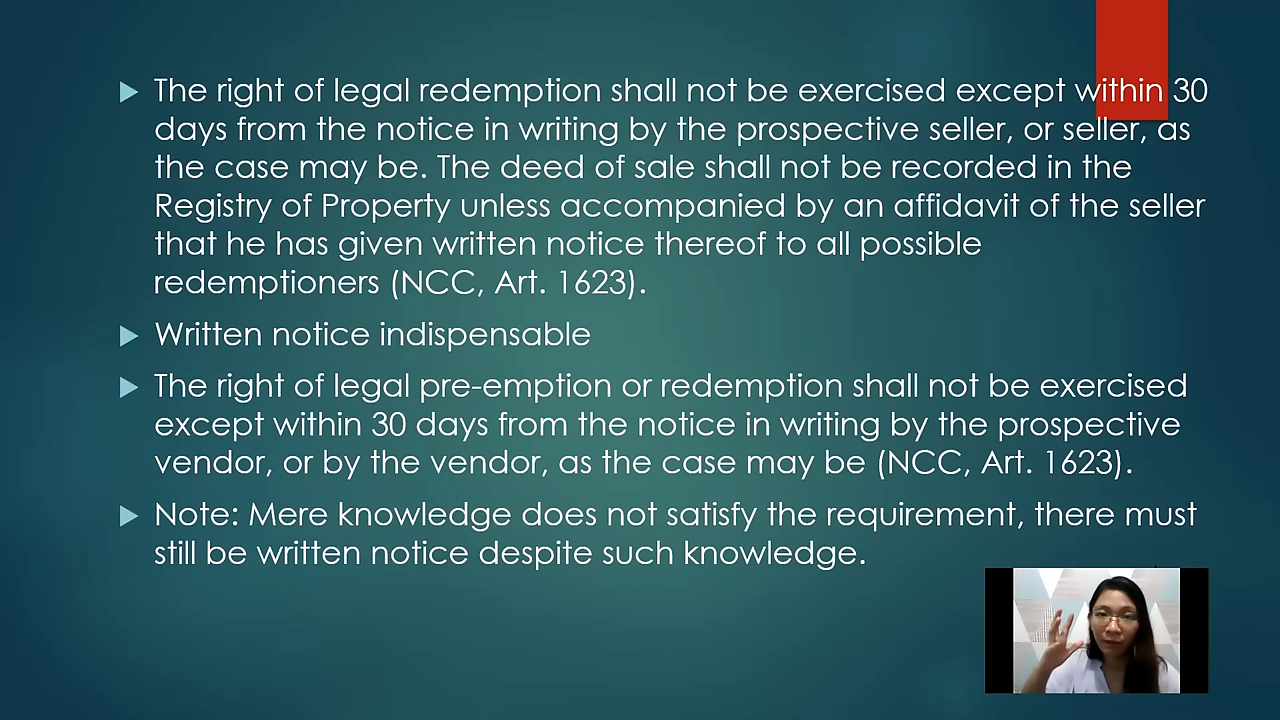 The right of legal redemption shall not be exercised except within 30
days from the notice in writing by the prospective seller, or seller, as
the case may be. The deed of sale shall not be recorded in the
Registry of Property unless accompanied by an affidavit of the seller
that he has given written notice thereof to all possible
redemptioners (NCC, Art. 1623).
Written notice indispensable
The right of legal pre-emption or redemption shall not be exercised
except within 30 days from the notice in writing by the prospective
vendor, or by the vendor, as the case may be (NCC, Art. 1623).
Note: Mere knowledge does not satisfy the requirement, there must
still be written notice despite such knowledge.